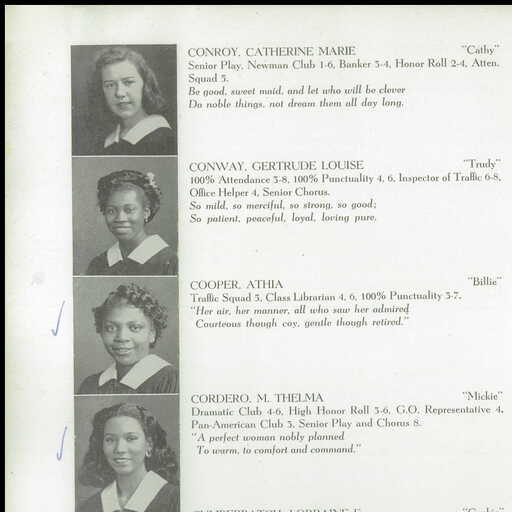 CONROY, CATHERINE MARIE "Cathy"
Senior Play, Newman Club 1-6, Banker 3-4, Honor Roll 2-4, Atten.
Squad 5.
Be good, sweet maid, and let who will be clever
Do noble things, not dream them all day long.
CONWAY, GERTRUDE LOUISE "Trudy"
100% Attendance 3-8, 100% Punctuality 4, 6, Inspector of Traffic 6-8,
Office Helper 4, Senior Chorus.
So mild, so merciful, so strong, so good;
So patient, peaceful, loyal, loving pure.
COOPER, ATHIA "Billie"
Traffic Squad 5, Class Librarian 4, 6, 100% Punctuality 3-7.
"Her air, her manner, all who saw her admired
Courteous though coy, gentle though retired."
CORDERO, M. THELMA "Mickie"
Dramatic Club 4-6, High Honor Roll 3-6, G.O. Representative 4,
Pan-American Club 3, Senior Play and Chorus 8.
"A perfect woman nobly planned
To warm, to comfort and command."